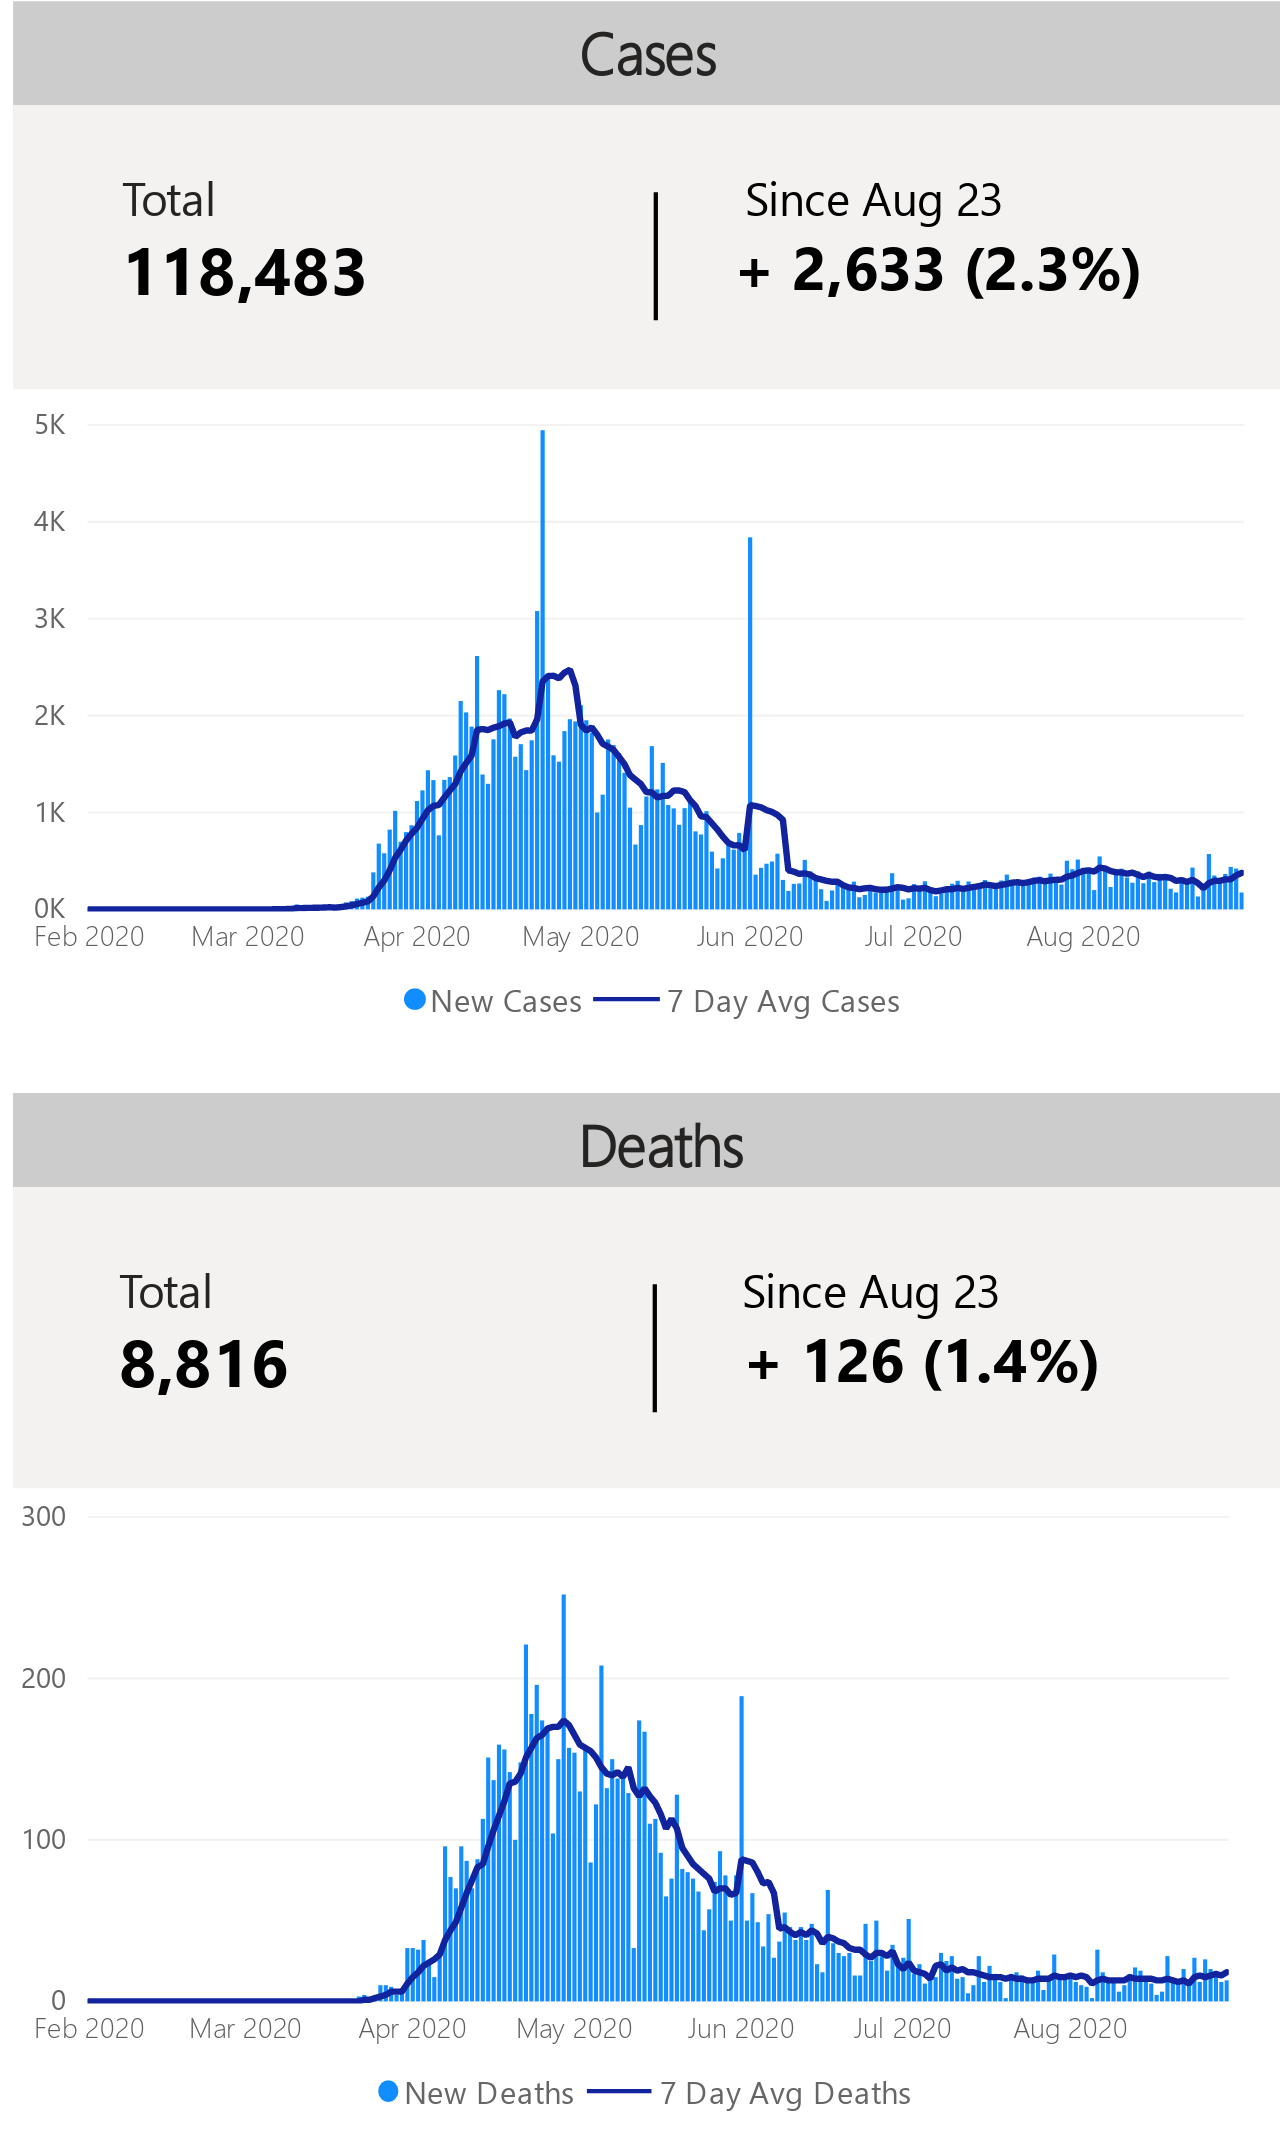 Cases
Total
118,483
Since Aug 23
+ 2,633 (2.3%)
5K
4K
3K
2K
1K
0K
Feb 2020 Mar 2020 Apr 2020 May 2020 Jun 2020 Jul 2020 Aug 2020
New Cases 7 Day Avg Cases
Deaths
Total
8,816
Since Aug 23
+ 126 (1.4%)
300
200
100
0
Feb 2020 Mar 2020 Apr 2020 May 2020 Jun 2020 Jul 2020 Aug 2020
New Deaths 7 Day Avg Deaths